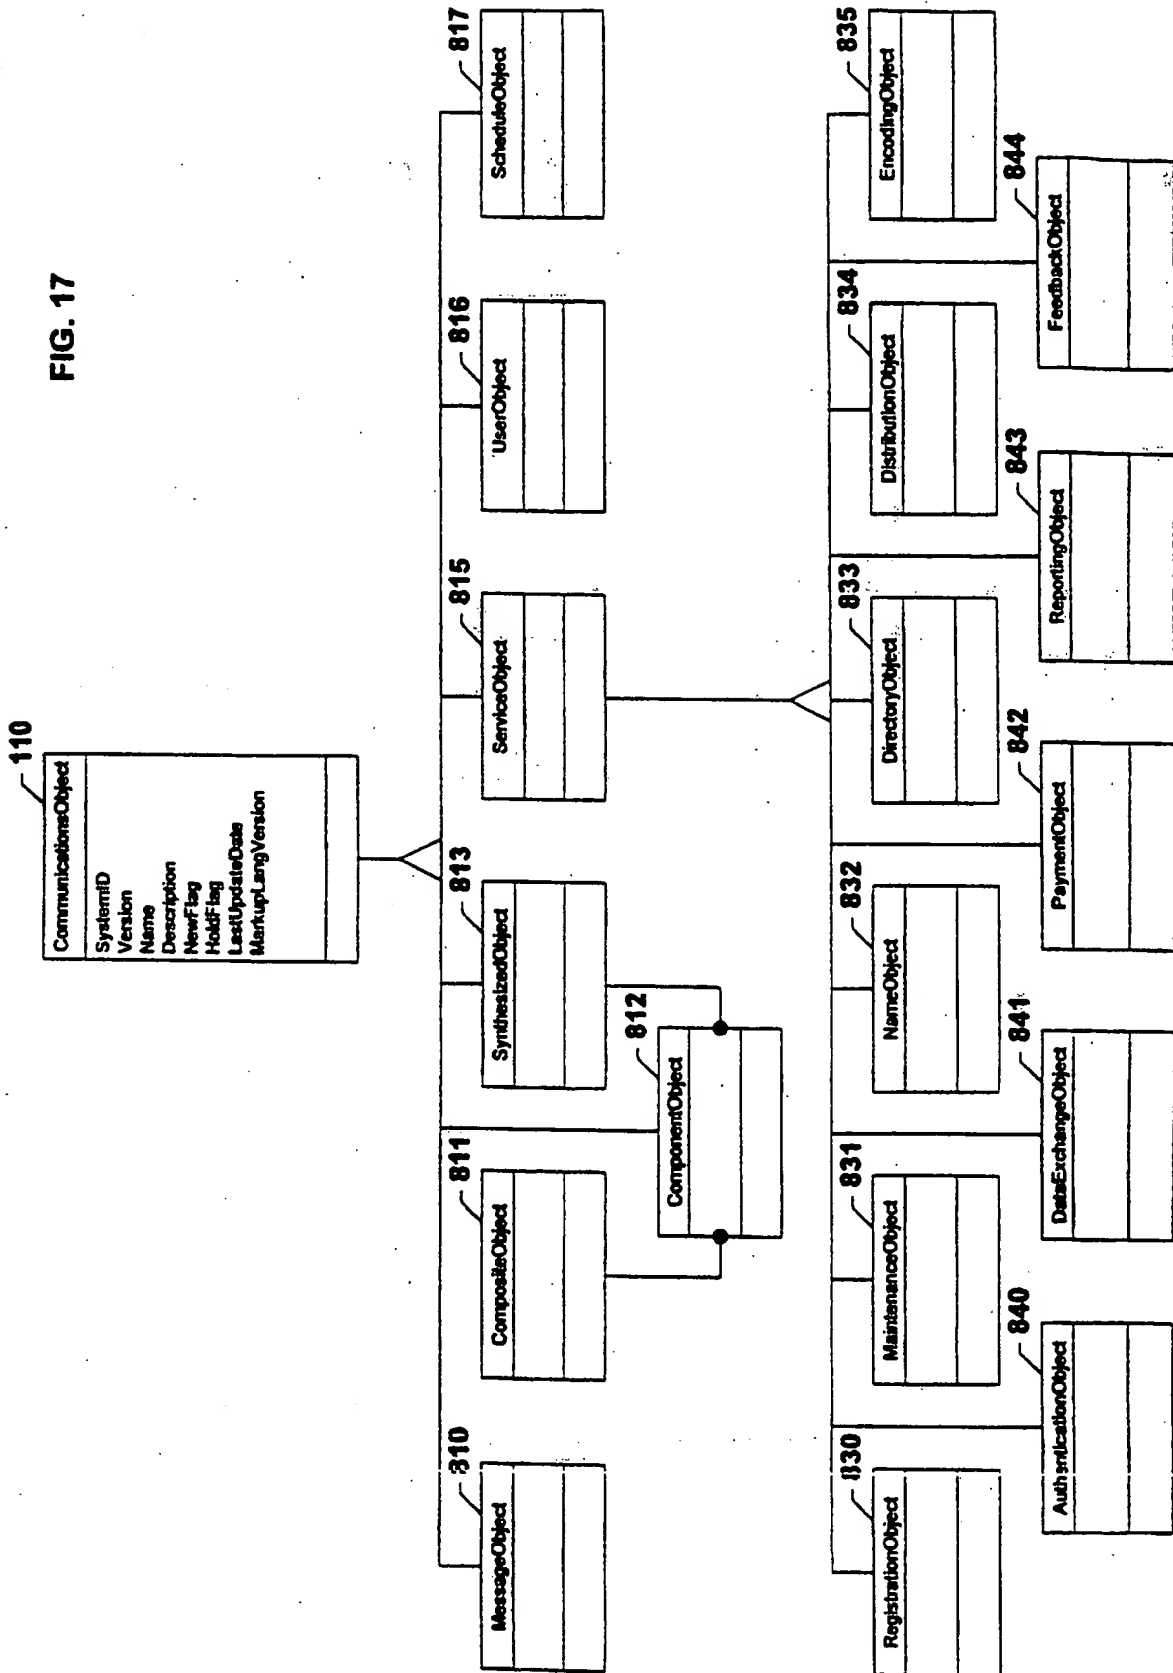 FIG. 17
110
CommunicationsObject
SystemID
Version
Name
Description
NewFlag
HoldFlag
LastUpdateDate
MarkupLangVersion
810
MessageObject
811
CompositeObject
813
SynthesizedObject
815
ServiceObject
816
UserObject
817
ScheduleObject
812
ComponentObject
830
RegistrationObject
831
MaintenanceObject
832
NameObject
833
DirectoryObject
834
DistributionObject
835
EncodingObject
840
AuthenticationObject
841
DataExchangeObject
842
PaymentObject
843
ReportingObject
844
FeedbackObject